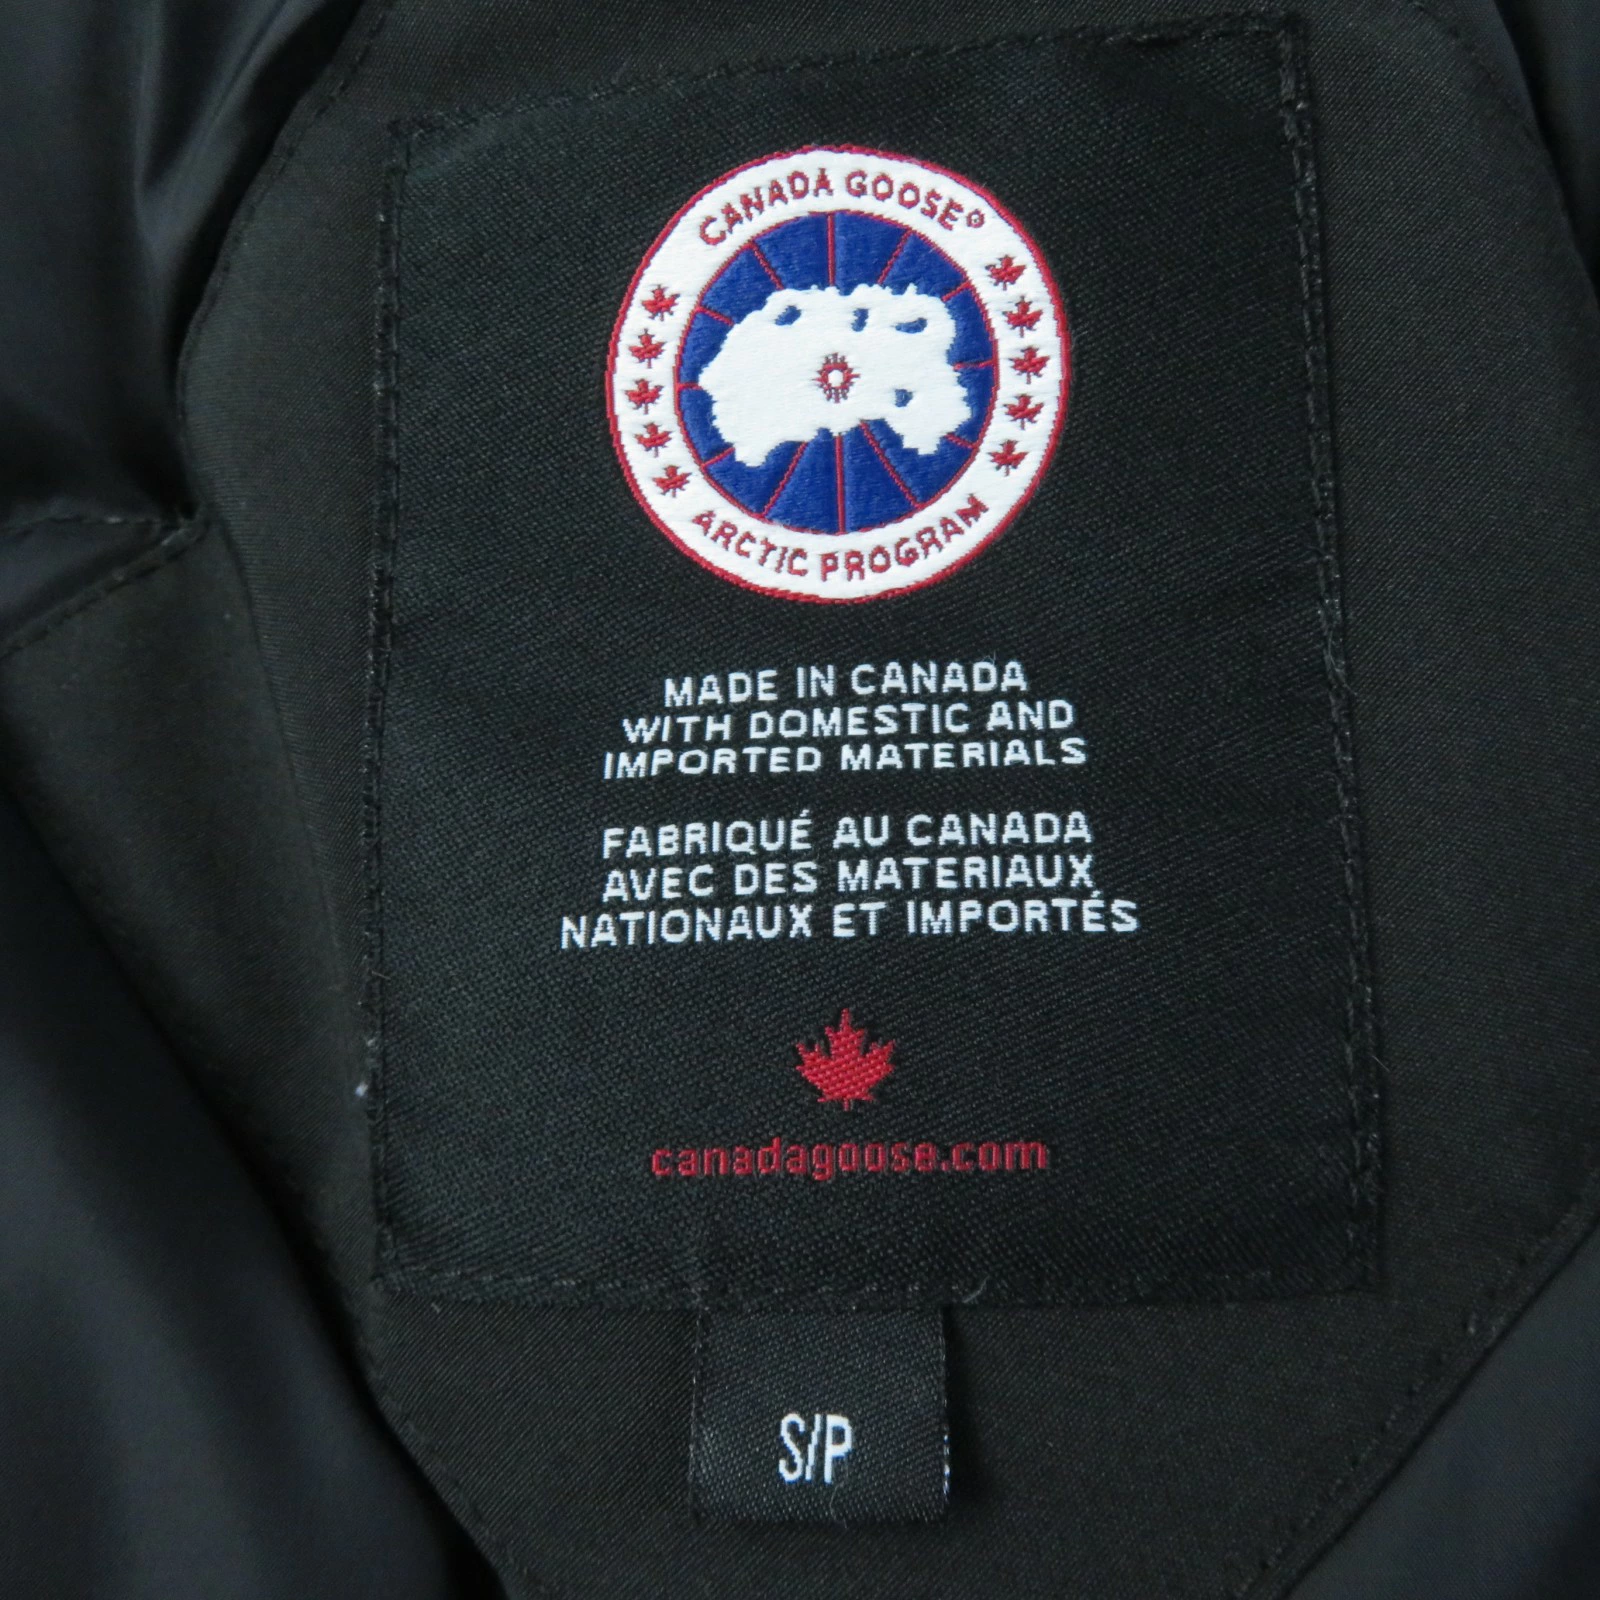 CANADA GOOSE®
ARCTIC PROGRAM
MADE IN CANADA
WITH DOMESTIC AND
IMPORTED MATERIALS
FABRIQUÉ AU CANADA
AVEC DES MATERIAUX
NATIONAUX ET IMPORTÉS
canadagoose.com
S/P